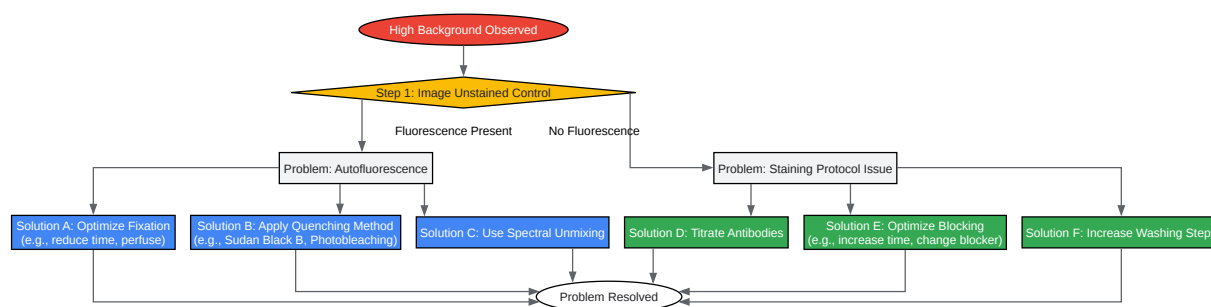 High Background Observed
Step 1: Image Unstained Control
Fluorescence Present
No Fluorescence
Problem: Autofluorescence
Problem: Staining Protocol Issue
Solution A: Optimize Fixation
(e.g., reduce time, perfuse)
Solution B: Apply Quenching Method
(e.g., Sudan Black B, Photobleaching)
Solution C: Use Spectral Unmixing
Solution D: Titrate Antibodies
Solution E: Optimize Blocking
(e.g., increase time, change blocker)
Solution F: Increase Washing Step
Problem Resolved